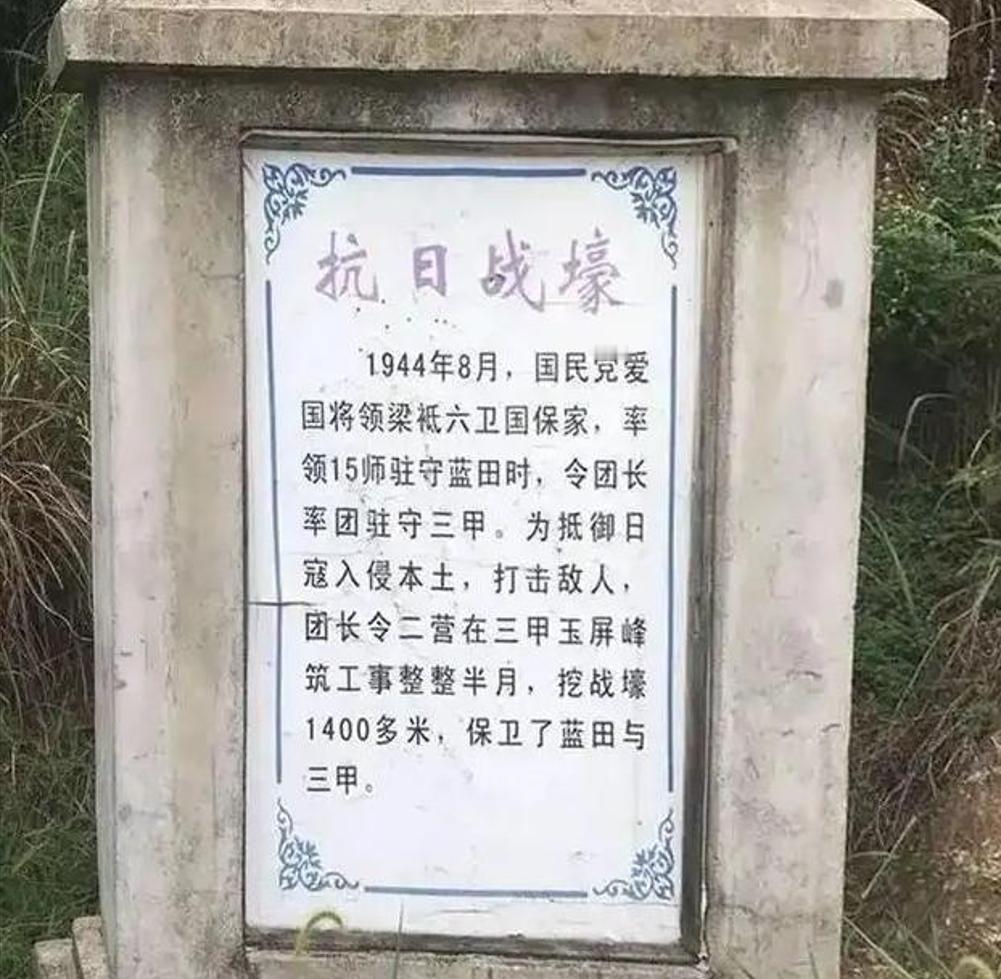 抗日战壕
1944年8月，国民党爱
国将领梁袛六卫国保家，率
领15师驻守蓝田时，令团长
率团驻守三甲。为抵御日
寇入侵本土，打击敌人，
团长令二营在三甲玉屏峰
筑工事整整半月，挖战壕
1400多米，保卫了蓝田与
三甲。